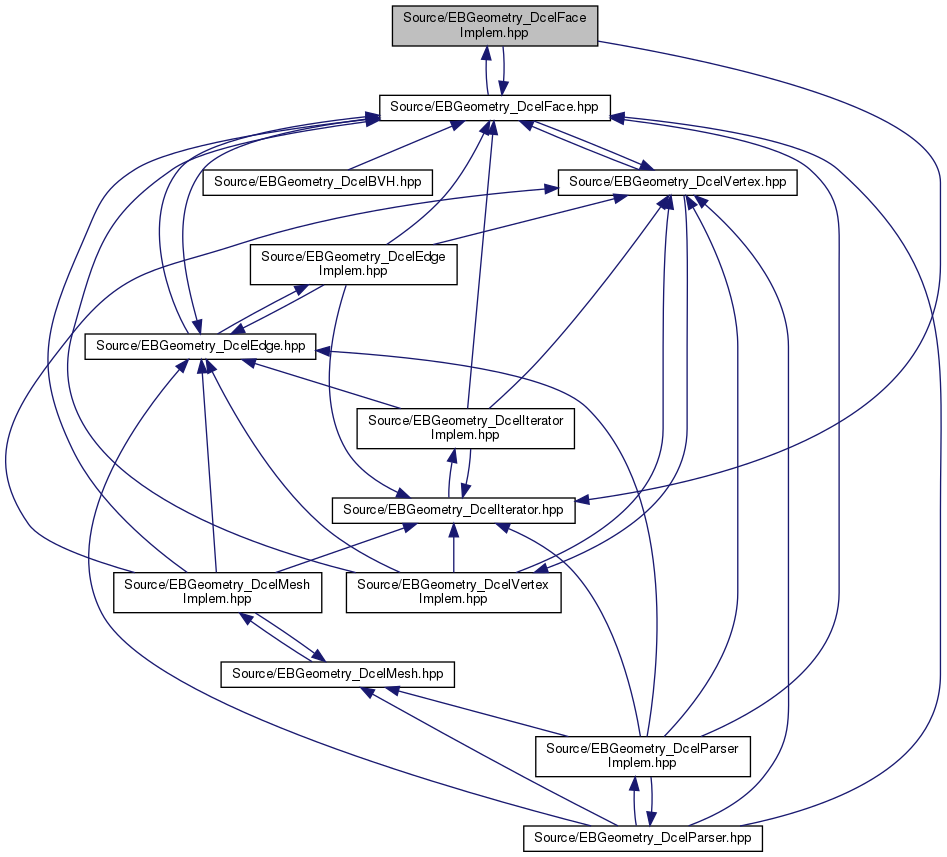 Source/EBGeometry_DcelFace
Implem.hpp
Source/EBGeometry_DcelFace.hpp
Source/EBGeometry_DcelBVH.hpp
Source/EBGeometry_DcelVertex.hpp
Source/EBGeometry_DcelEdge
Implem.hpp
Source/EBGeometry_DcelEdge.hpp
Source/EBGeometry_DcelIterator
Implem.hpp
Source/EBGeometry_DcelIterator.hpp
Source/EBGeometry_DcelMesh
Implem.hpp
Source/EBGeometry_DcelVertex
Implem.hpp
Source/EBGeometry_DcelMesh.hpp
Source/EBGeometry_DcelParser
Implem.hpp
Source/EBGeometry_DcelParser.hpp